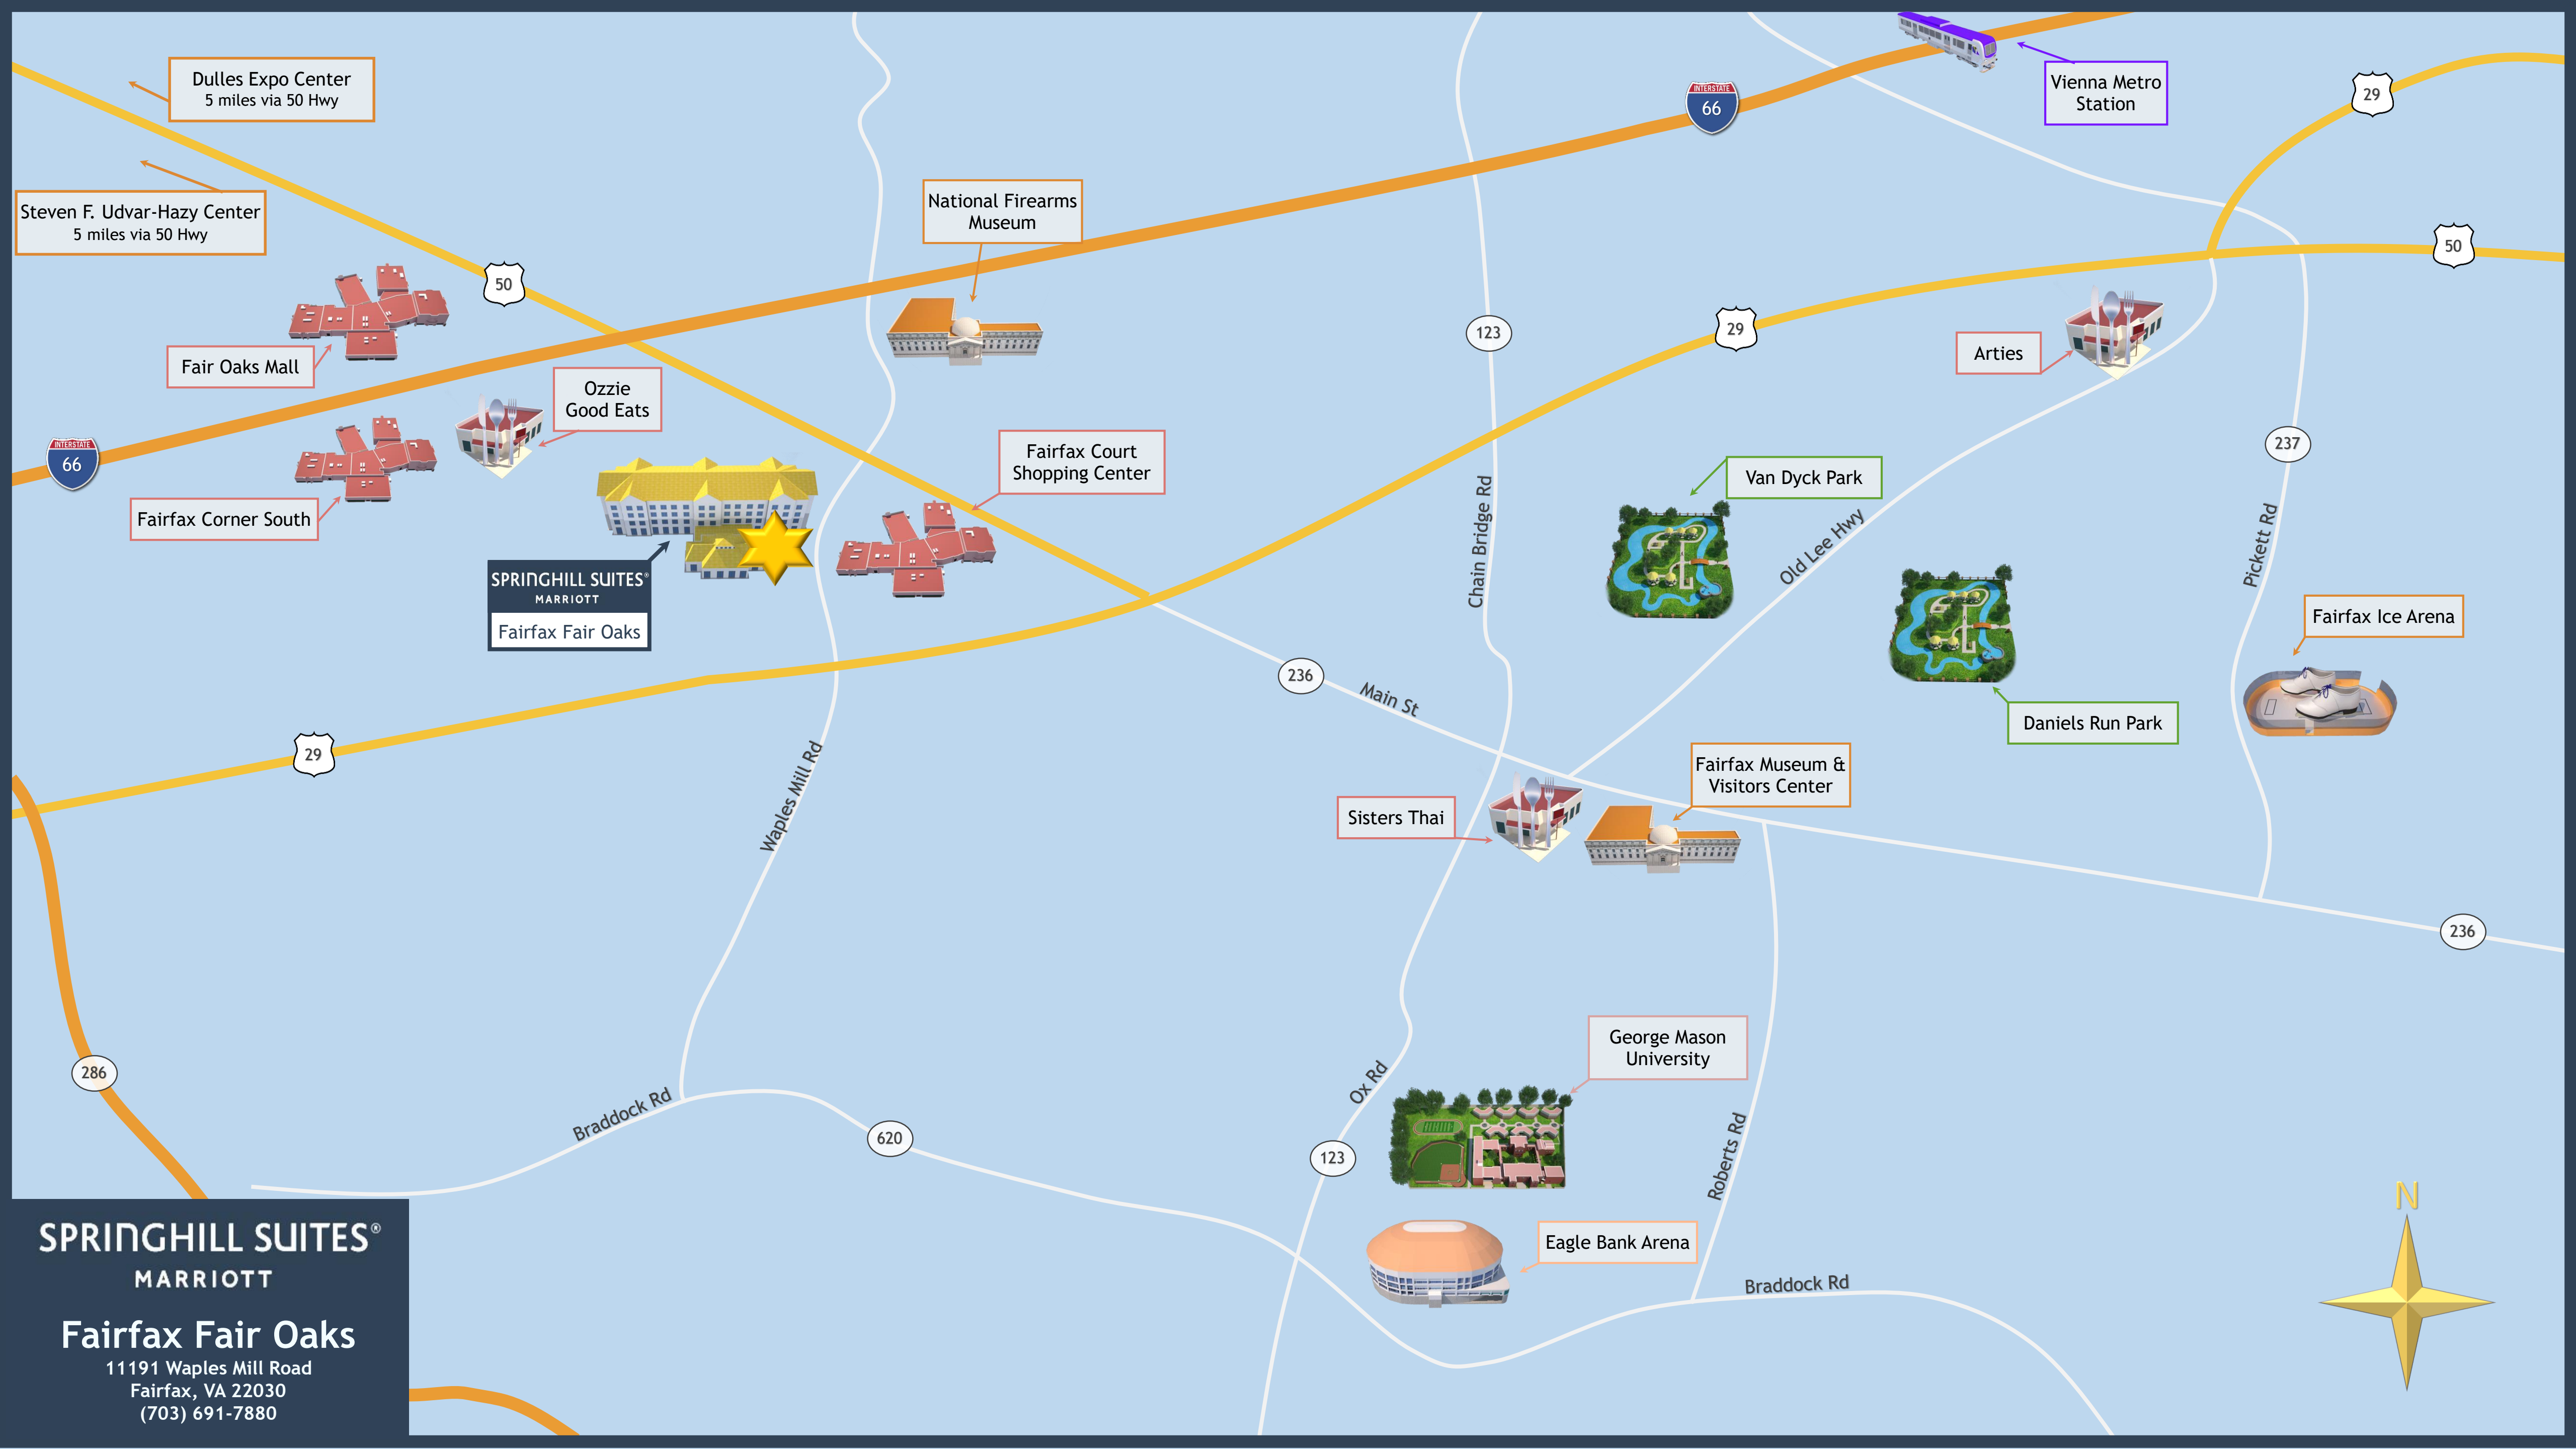 Dulles Expo Center
5 miles via 50 Hwy
INTERSTATE
66
Vienna Metro
Station
29
Steven F. Udvar-Hazy Center
5 miles via 50 Hwy
National Firearms
Museum
50
50
123
29
Arties
Fair Oaks Mall
Ozzie
Good Eats
INTERSTATE
66
Fairfax Court
Shopping Center
237
Van Dyck Park
Fairfax Corner South
Chain Bridge Rd
Old Lee Hwy
Pickett Rd
SPRINGHILL SUITES®
MARRIOTT
Fairfax Fair Oaks
Fairfax Ice Arena
236
Main St
Daniels Run Park
29
Waples Mill Rd
Fairfax Museum &
Visitors Center
Sisters Thai
236
George Mason
University
286
Ox Rd
Braddock Rd
620
123
Roberts Rd
N
Eagle Bank Arena
Braddock Rd
SPRINGHILL SUITES®
MARRIOTT
Fairfax Fair Oaks
11191 Waples Mill Road
Fairfax, VA 22030
(703) 691-7880